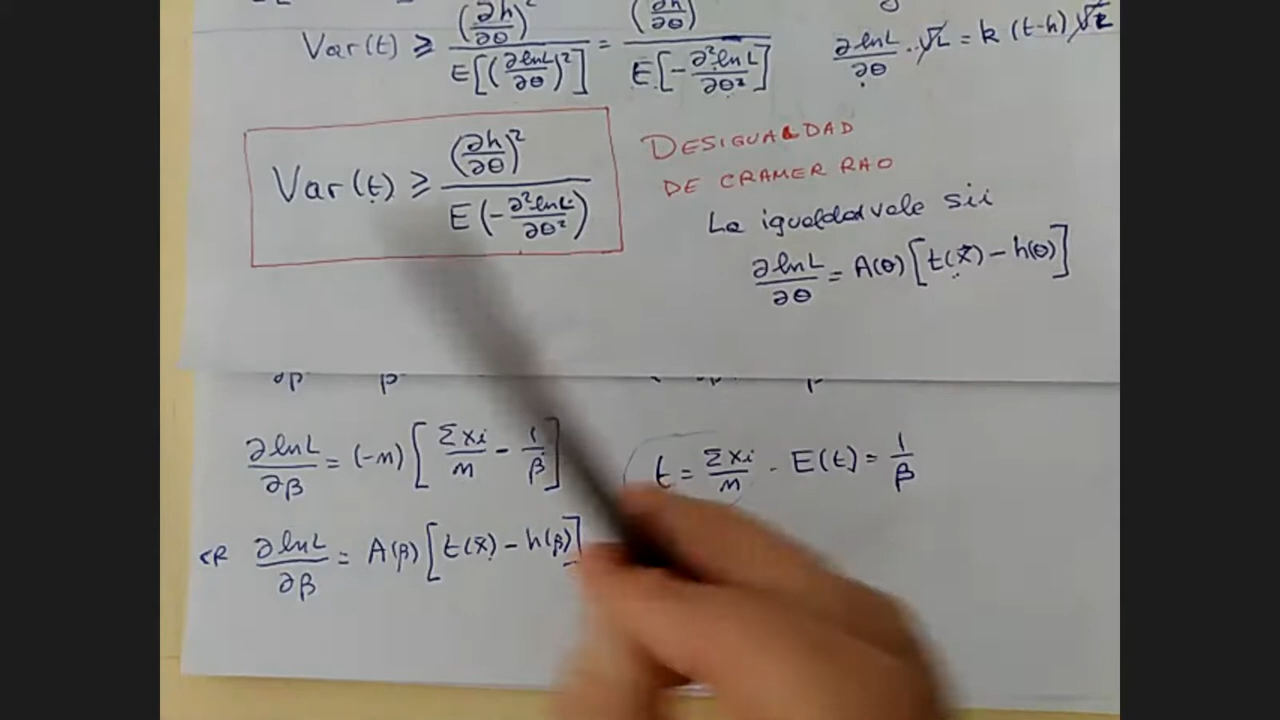 Var(t) ≥ (∂h/∂θ)² / E[(∂lnL/∂θ)²] = (∂h/∂θ) / E[-∂²lnL/∂θ²]
∂lnL/∂θ · √L = k (t-h) √L
Var(t) ≥ (∂h/∂θ)² / E(-∂²lnL/∂θ²)
DESIGUALDAD
DE CRAMER RAO
La igualdad vale sii
∂lnL/∂θ = A(θ) [t(x) - h(θ)]
∂lnL/∂β = (-n) [Σxi/n - 1/β]
t = Σxi/n . E(t) = 1/β
CR ∂lnL/∂β = A(β) [t(x) - h(β)]